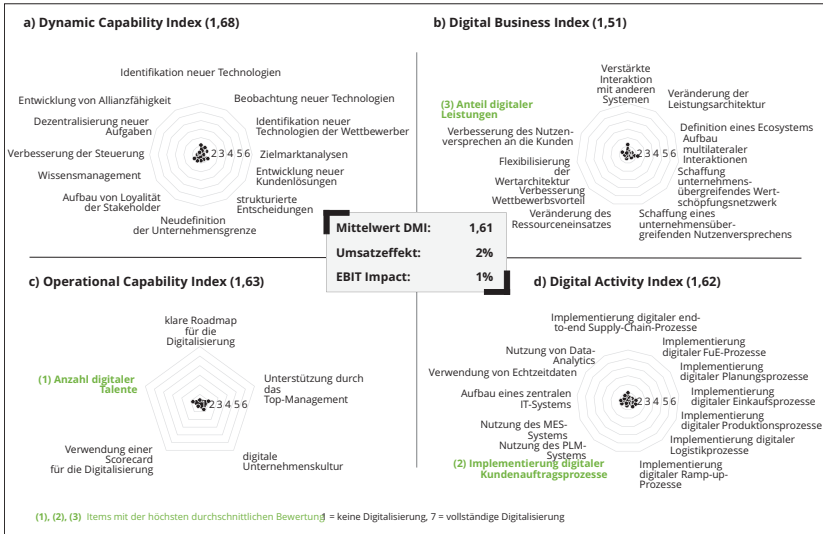 a) Dynamic Capability Index (1,68)
Identifikation neuer Technologien
Entwicklung von Allianzfähigkeit
Beobachtung neuer Technologien
Dezentralisierung neuer
Aufgaben
Identifikation neuer
Technologien der Wettbewerber
Verbesserung der Steuerung
2 3 4 5 6
Zielmarktanalysen
Wissensmanagement
Entwicklung neuer
Kundenlösungen
Aufbau von Loyalität
der Stakeholder
strukturierte
Entscheidungen
Neudefinition
der Unternehmensgrenze
b) Digital Business Index (1,51)
Verstärkte
Interaktion
mit anderen
Systemen
(3) Anteil digitaler
Leistungen
Veränderung der
Leistungsarchitektur
Verbesserung des Nutzen-
versprechen an die Kunden
Definition eines Ecosystems
Aufbau
multilateraler
Interaktionen
2 3 4 5 6
Flexibilisierung
der
Wertarchitektur
Schaffung
unternehmens-
übergreifendes Wert-
schöpfungsnetzwerk
Verbesserung
Wettbewerbsvorteil
Veränderung des
Ressourceneinsatzes
Schaffung eines
unternehmensüber-
greifenden Nutzenversprechens
Mittelwert DMI: 1,61
Umsatzeffekt: 2%
EBIT Impact: 1%
c) Operational Capability Index (1,63)
klare Roadmap
für die
Digitalisierung
(1) Anzahl digitaler
Talente
Unterstützung durch
das
Top-Management
2 3 4 5 6
Verwendung einer
Scorecard
für die Digitalisierung
digitale
Unternehmenskultur
d) Digital Activity Index (1,62)
Implementierung digitaler end-
to-end Supply-Chain-Prozesse
Nutzung von Data-
Analytics
Implementierung
digitaler FuE-Prozesse
Verwendung von Echtzeitdaten
Implementierung
digitaler Planungsprozesse
Aufbau eines zentralen
IT-Systems
2 3 4 5 6
Implementierung
digitaler Einkaufsprozesse
Nutzung des MES-
Systems
Implementierung
digitaler Produktionsprozesse
Nutzung des PLM-
Systems
Implementierung digitaler
Logistikprozesse
(2) Implementierung digitaler
Kundenauftragsprozesse
Implementierung
digitaler Ramp-up-
Prozesse
(1), (2), (3) Items mit der höchsten durchschnittlichen Bewertung
1 = keine Digitalisierung, 7 = vollständige Digitalisierung